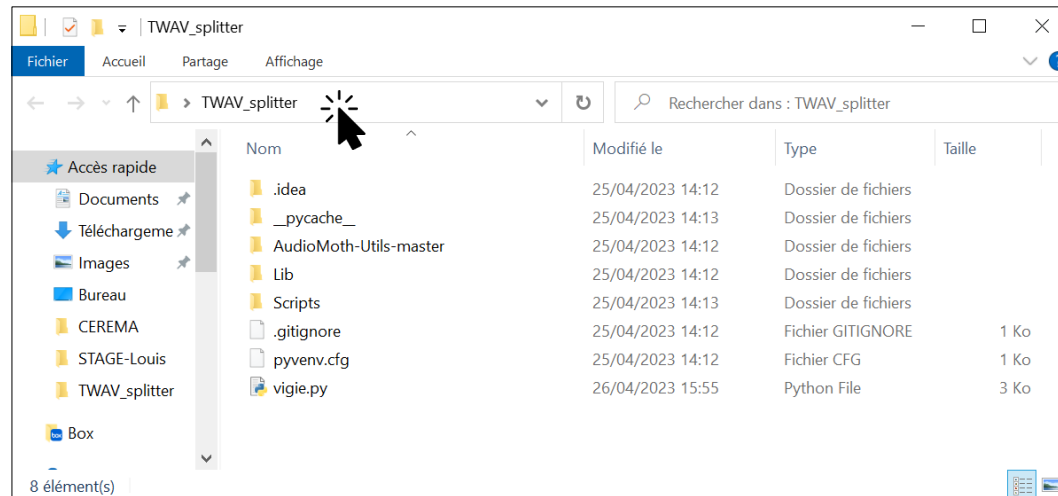 TWAV_splitter
Fichier Accueil Partage Affichage
TWAV_splitter Rechercher dans : TWAV_splitter
Nom Modifié le Type Taille
Accès rapide
Documents
Téléchargeme
Images
Bureau
CEREMA
STAGE-Louis
TWAV_splitter
Box
.idea 25/04/2023 14:12 Dossier de fichiers
__pycache__ 25/04/2023 14:13 Dossier de fichiers
AudioMoth-Utils-master 25/04/2023 14:12 Dossier de fichiers
Lib 25/04/2023 14:12 Dossier de fichiers
Scripts 25/04/2023 14:13 Dossier de fichiers
.gitignore 25/04/2023 14:12 Fichier GITIGNORE 1 Ko
pyvenv.cfg 25/04/2023 14:12 Fichier CFG 1 Ko
vigie.py 26/04/2023 15:55 Python File 3 Ko
8 élément(s)